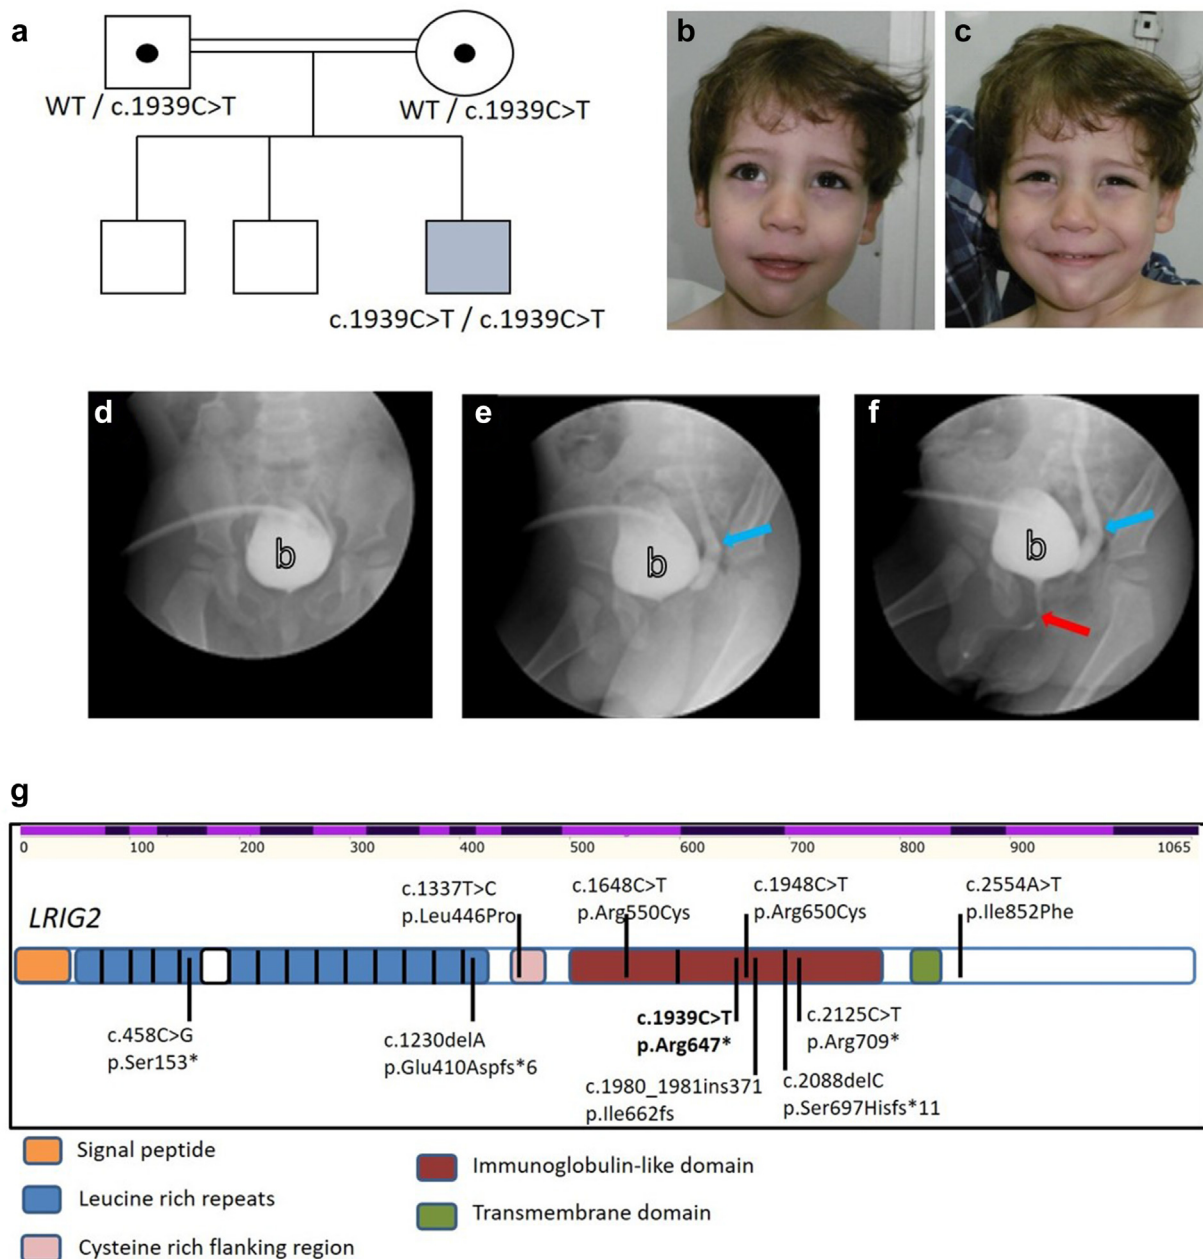 a
WT / c.1939C>T
WT / c.1939C>T
c.1939C>T / c.1939C>T
b
c
d
b
e
b
f
b
g
0
100
200
300
400
500
600
700
800
900
1065
LRIG2
c.1337T>C
p.Leu446Pro
c.1648C>T
p.Arg550Cys
c.1948C>T
p.Arg650Cys
c.2554A>T
p.Ile852Phe
c.458C>G
p.Ser153*
c.1230delA
p.Glu410Aspfs*6
c.1939C>T
p.Arg647*
c.1980_1981ins371
p.Ile662fs
c.2125C>T
p.Arg709*
c.2088delC
p.Ser697Hisfs*11
Signal peptide
Leucine rich repeats
Cysteine rich flanking region
Immunoglobulin-like domain
Transmembrane domain